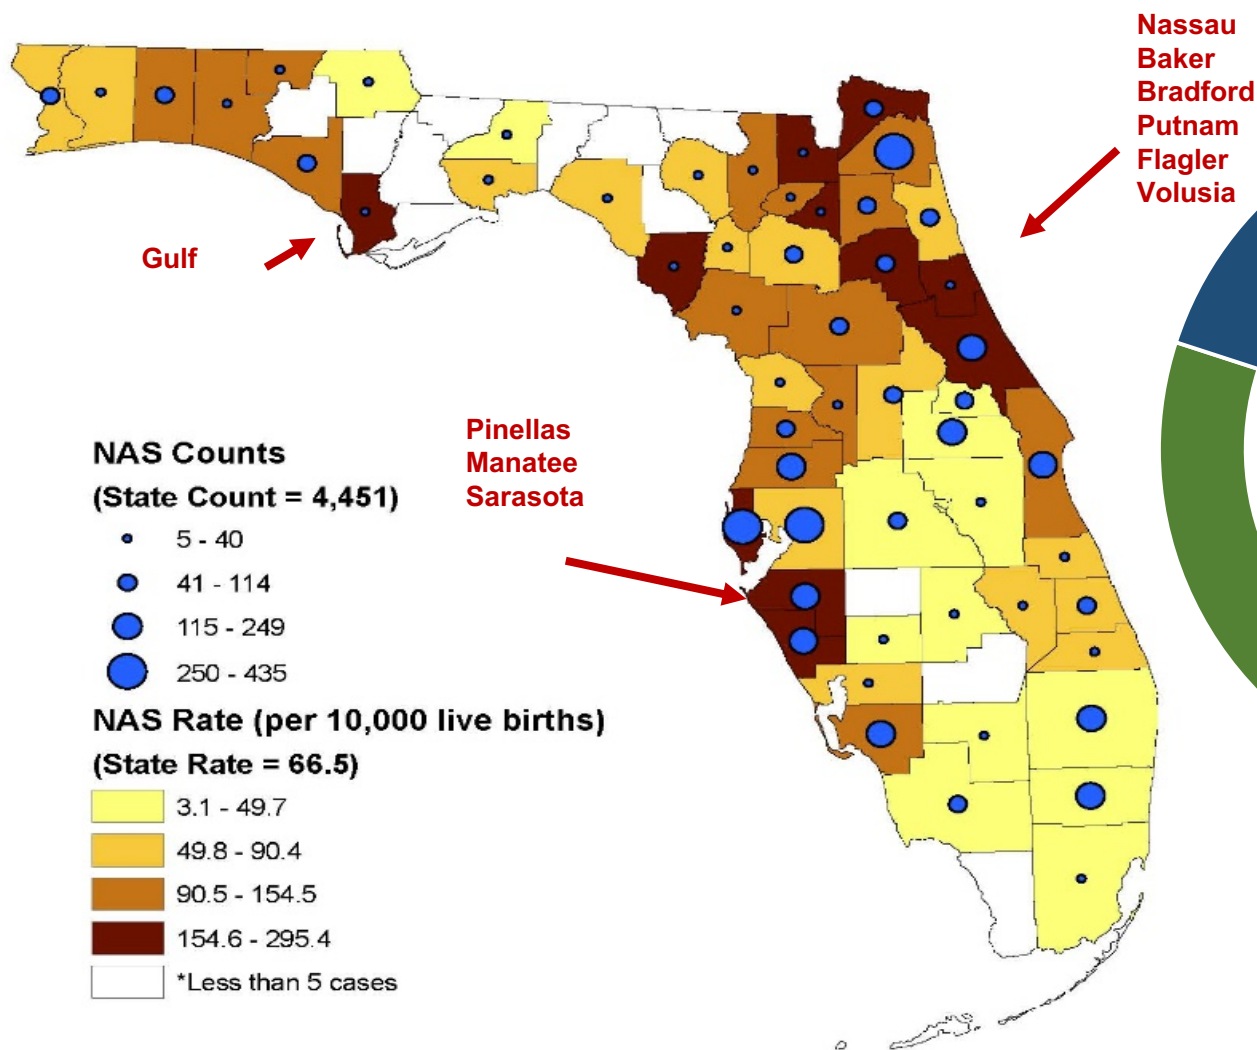 Nassau
Baker
Bradford
Putnam
Flagler
Volusia
Gulf
Pinellas
Manatee
Sarasota
NAS Counts
(State Count = 4,451)
5 - 40
41 - 114
115 - 249
250 - 435
NAS Rate (per 10,000 live births)
(State Rate = 66.5)
3.1 - 49.7
49.8 - 90.4
90.5 - 154.5
154.6 - 295.4
*Less than 5 cases